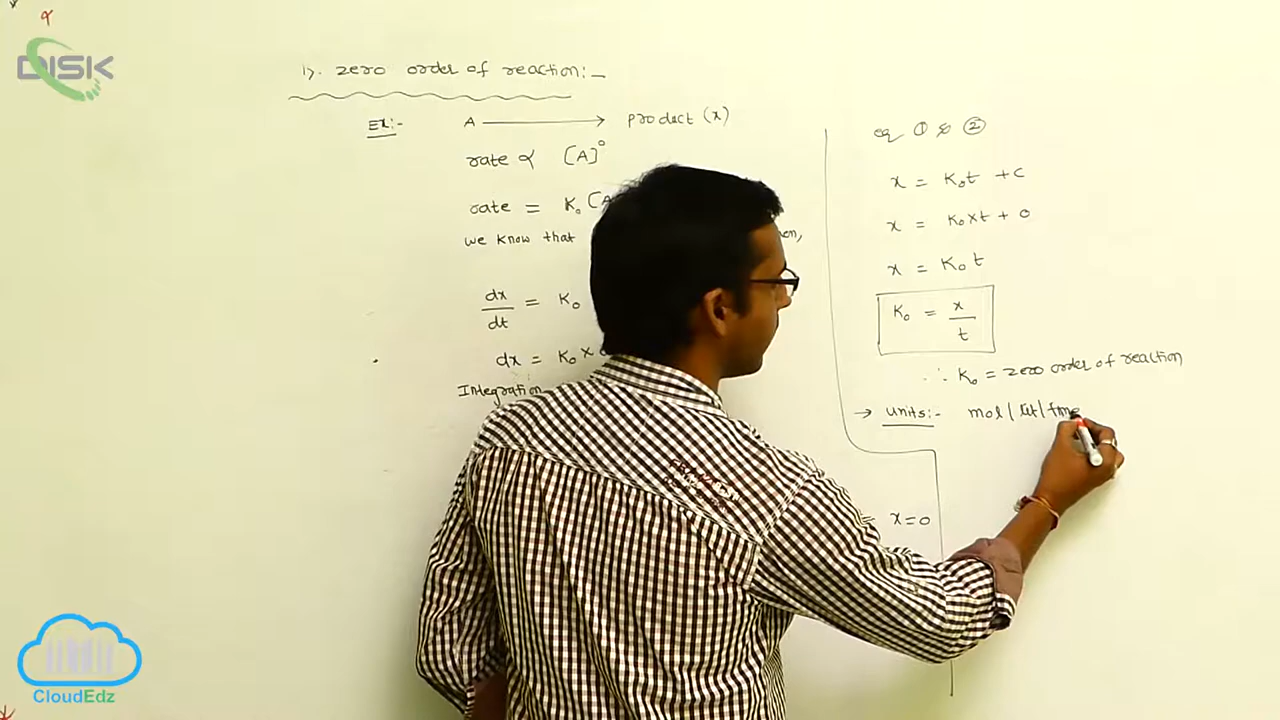 DISK
1). zero order of reaction:-
Ex:- A ⟶ product (x)
rate ∝ [A]⁰
rate = K₀ [A
we know that
dx/dt = K₀
dx = K₀ x
Integration
eq ① & ②
x = K₀t + C
x = K₀xt + 0
x = K₀ t
K₀ = x/t
∴ K₀ = zero order of reaction
→ units:- mol/lit/time
= x=0
CloudEdz